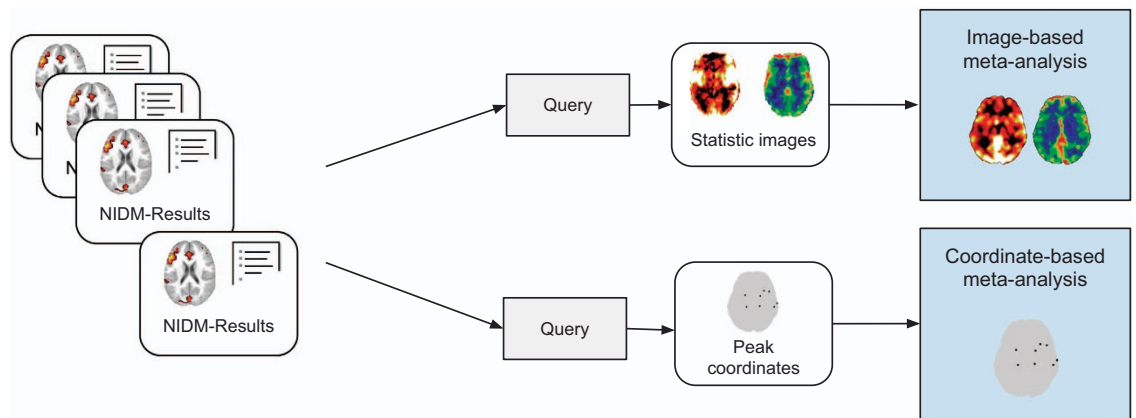 Image-based
meta-analysis
Query
Statistic images
N
N
NIDM-Results
NIDM-Results
Coordinate-based
meta-analysis
Query
Peak
coordinates